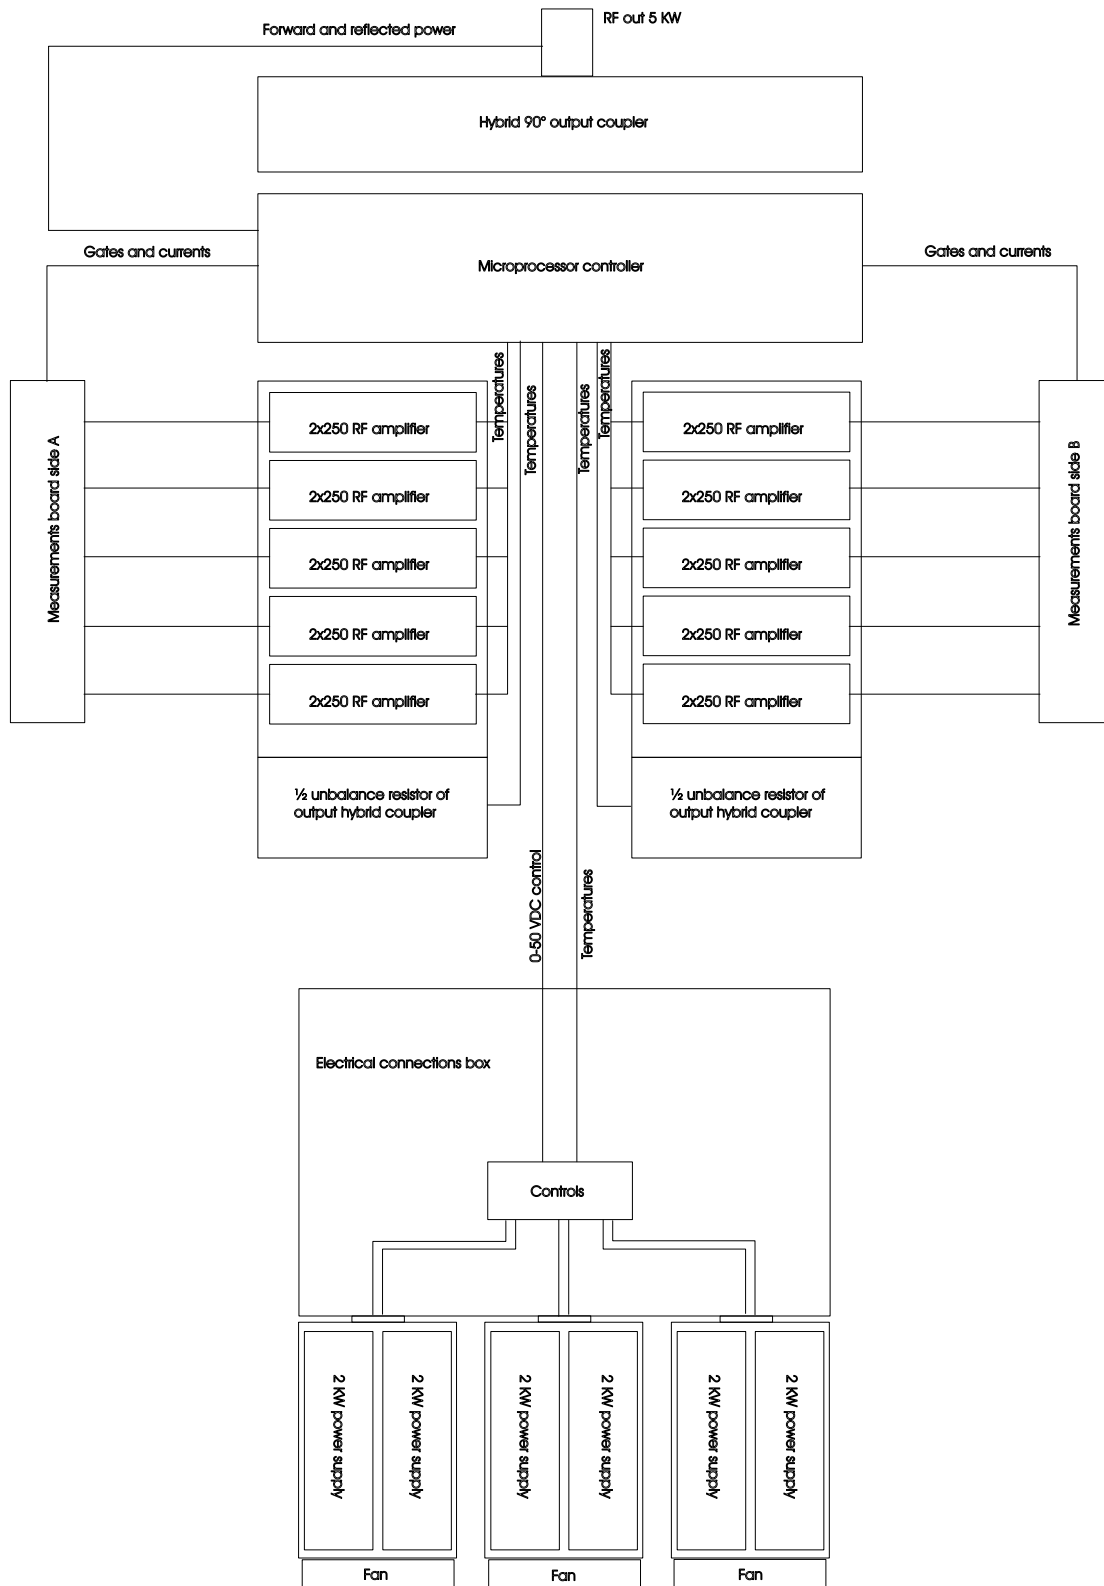 RF out 5 KW
Forward and reflected power
Hybrid 90° output coupler
Gates and currents
Gates and currents
Microprocessor controller
Temperatures
Temperatures
Temperatures
Temperatures
Measurements board side A
2x250 RF amplifier
2x250 RF amplifier
2x250 RF amplifier
2x250 RF amplifier
2x250 RF amplifier
2x250 RF amplifier
2x250 RF amplifier
2x250 RF amplifier
2x250 RF amplifier
2x250 RF amplifier
Measurements board side B
½ unbalance resistor of
output hybrid coupler
½ unbalance resistor of
output hybrid coupler
0-50 VDC control
Temperatures
Electrical connections box
Controls
2 KW power supply
2 KW power supply
2 KW power supply
2 KW power supply
2 KW power supply
2 KW power supply
Fan
Fan
Fan